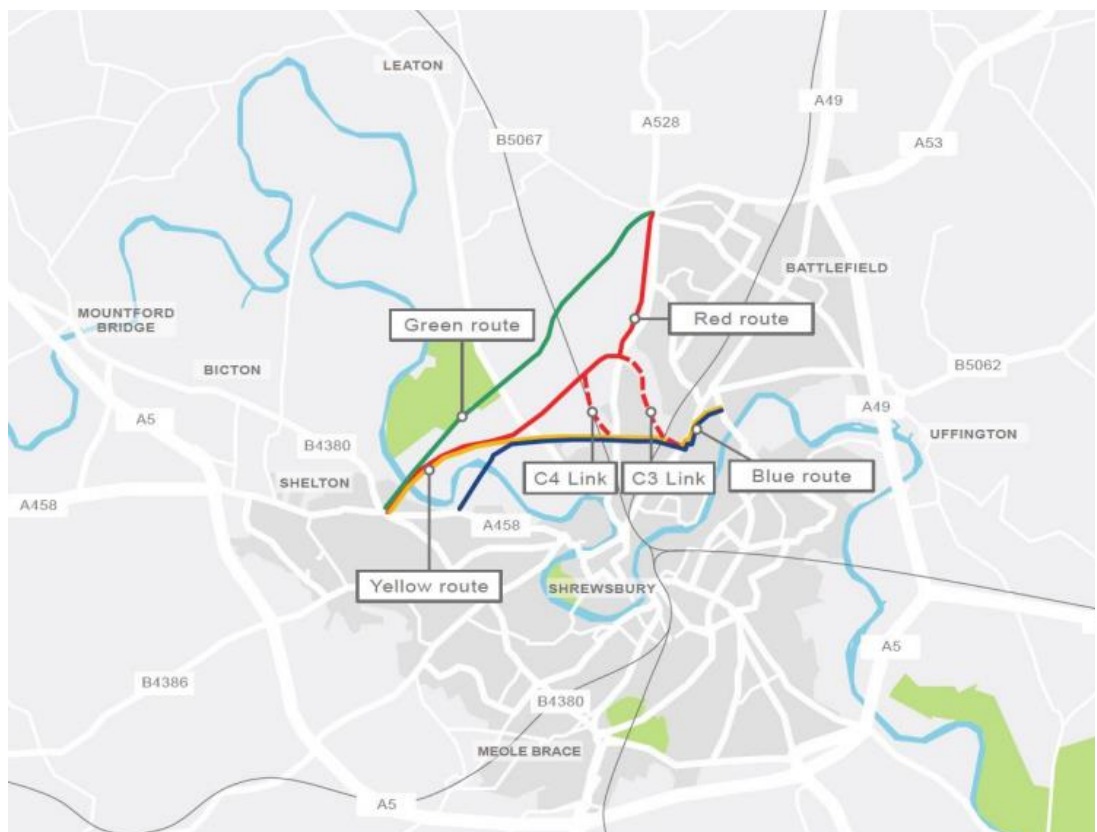 LEATON
A49
B5067
A528
A53
BATTLEFIELD
MOUNTFORD
BRIDGE
Green route
Red route
BICTON
B5062
A5
A49
B4380
UFFINGTON
SHELTON
C4 Link
C3 Link
Blue route
A458
A458
Yellow route
SHREWSBURY
A5
B4386
B4380
MEOLE BRACE
A5